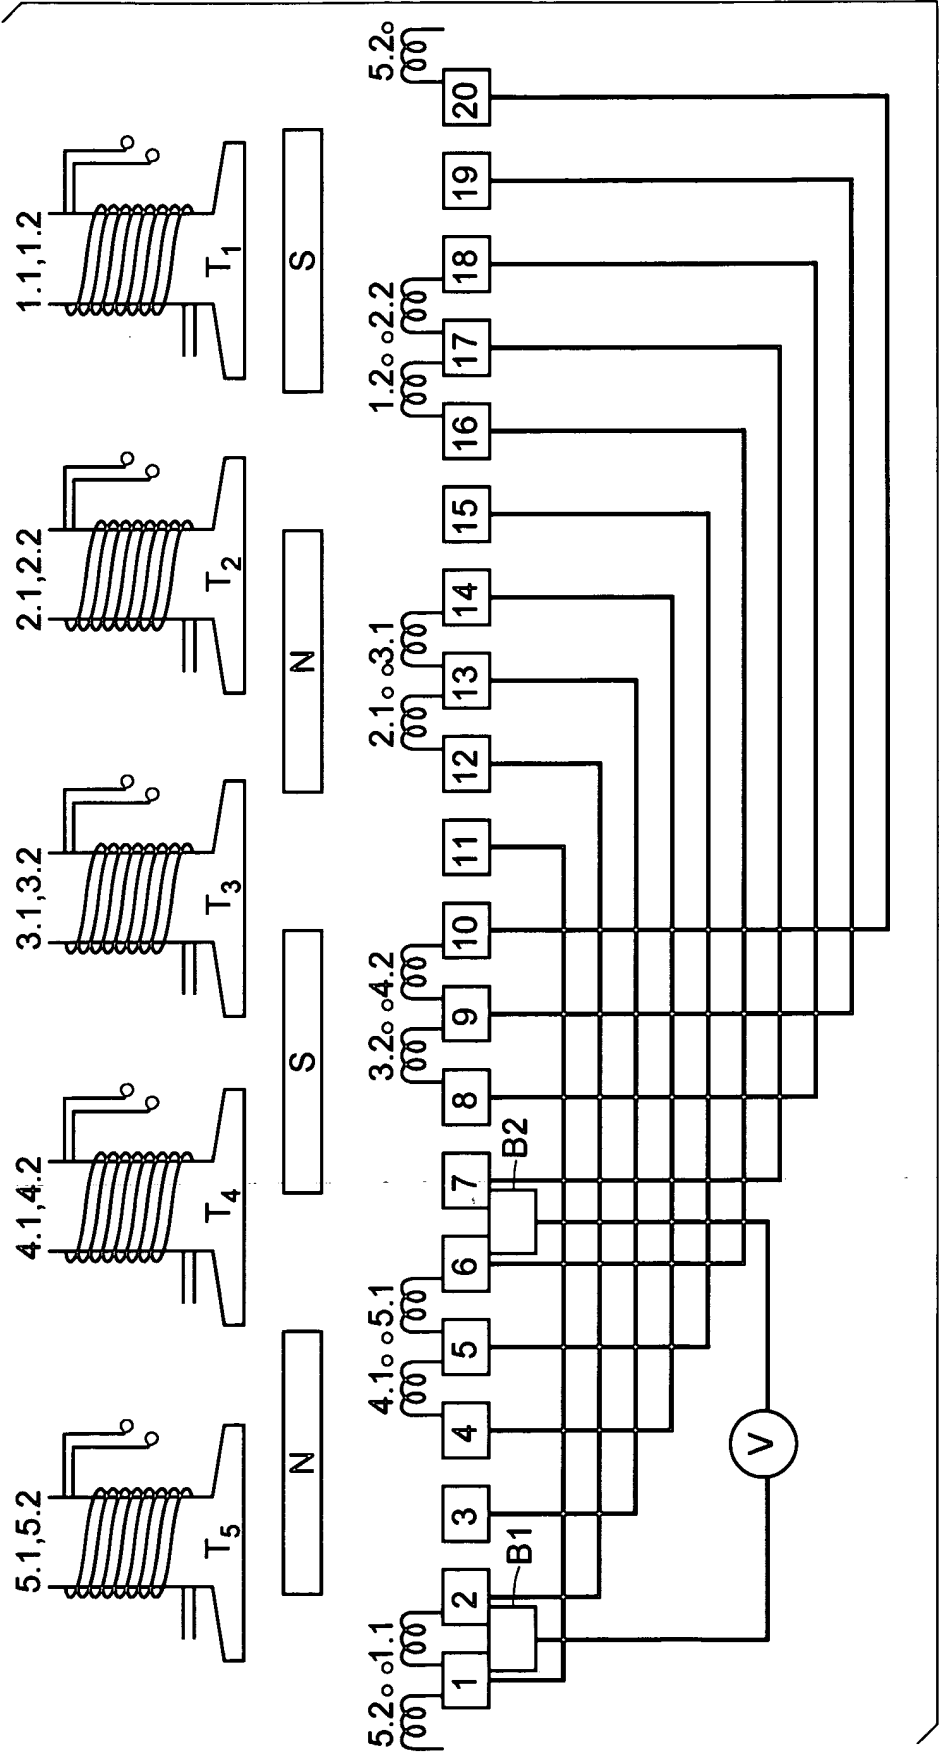 5.1,5.2 4.1,4.2 3.1,3.2 2.1,2.2 1.1,1.2
T5 T4 T3 T2 T1
N S N S
5.2 1.1 4.1 5.1 3.2 4.2 2.1 3.1 1.2 2.2 5.2
1 2 3 4 5 6 7 8 9 10 11 12 13 14 15 16 17 18 19 20
B1 B2
V